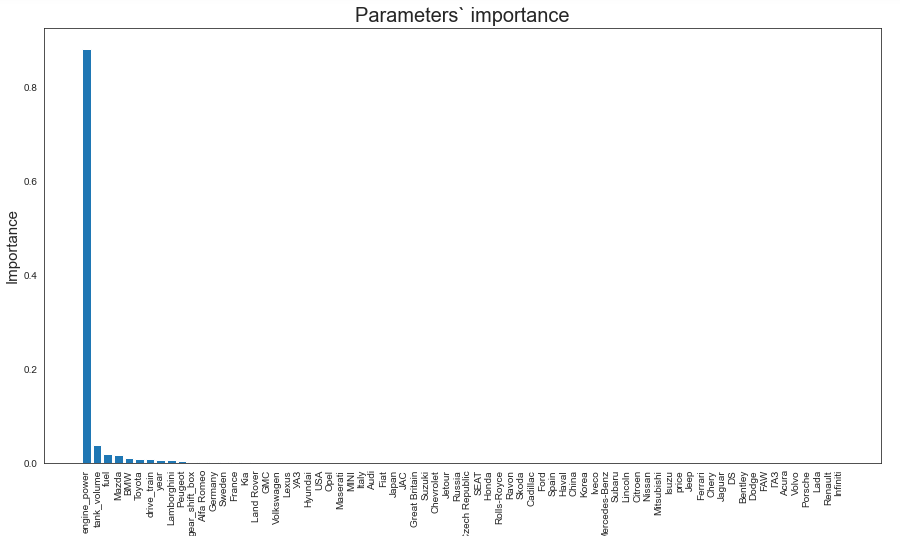 Parameters` importance
Importance
0.8
0.6
0.4
0.2
0.0
engine_power
tank_volume
fuel
Mazda
BMW
Toyota
drive_train
year
Lamborghini
Peugeot
gear_shift_box
Alfa Romeo
Germany
Sweden
France
Kia
Land Rover
GMC
Volkswagen
Lexus
УАЗ
Hyundai
USA
Opel
Maserati
MINI
Italy
Audi
Fiat
Japan
JAC
Great Britain
Suzuki
Chevrolet
Jetour
Russia
Czech Republic
SEAT
Honda
Rolls-Royce
Ravon
Skoda
Cadillac
Ford
Spain
Haval
China
Korea
Iveco
Mercedes-Benz
Subaru
Lincoln
Citroen
Nissan
Mitsubishi
Isuzu
price
Jeep
Ferrari
Chery
Jaguar
DS
Bentley
Dodge
FAW
ГАЗ
Acura
Volvo
Porsche
Lada
Renault
Infiniti